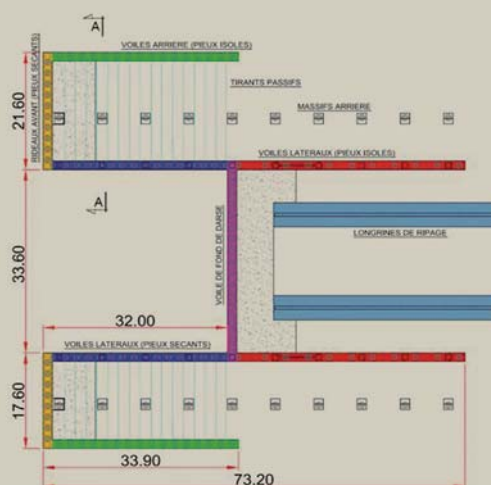 A
VOILES ARRIERE (PIEUX ISOLES)
RIDEAUX AVANT (PIEUX SECANTS)
TIRANTS PASSIFS
21.60
MASSIFS ARRIERE
VOILES LATERAUX (PIEUX ISOLES)
A
33.60
VOILE DE FOND DE DARSE
LONGRINES DE RIPAGE
32.00
VOILES LATERAUX (PIEUX SECANTS)
17.60
33.90
73.20